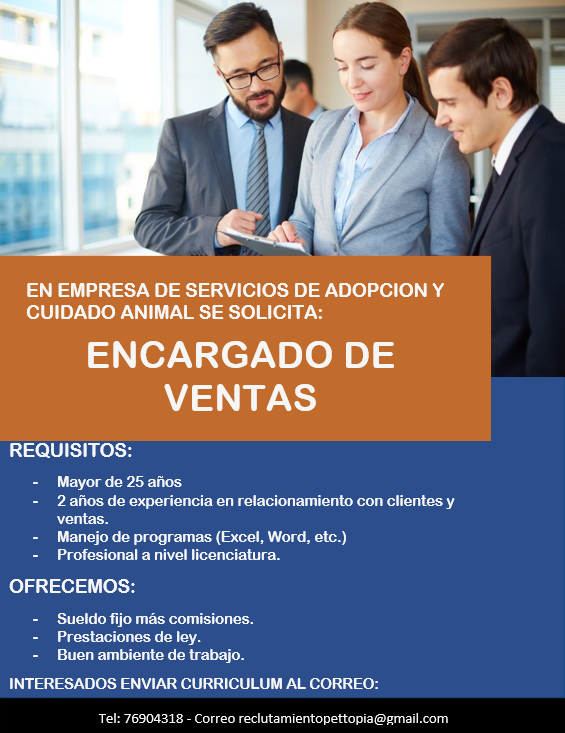 EN EMPRESA DE SERVICIOS DE ADOPCION Y
CUIDADO ANIMAL SE SOLICITA:
ENCARGADO DE
VENTAS
REQUISITOS:
- Mayor de 25 años
- 2 años de experiencia en relacionamiento con clientes y
ventas.
- Manejo de programas (Excel, Word, etc.)
- Profesional a nivel licenciatura.
OFRECEMOS:
- Sueldo fijo más comisiones.
- Prestaciones de ley.
- Buen ambiente de trabajo.
INTERESADOS ENVIAR CURRICULUM AL CORREO:
Tel: 76904318 - Correo reclutamientopettopia@gmail.com